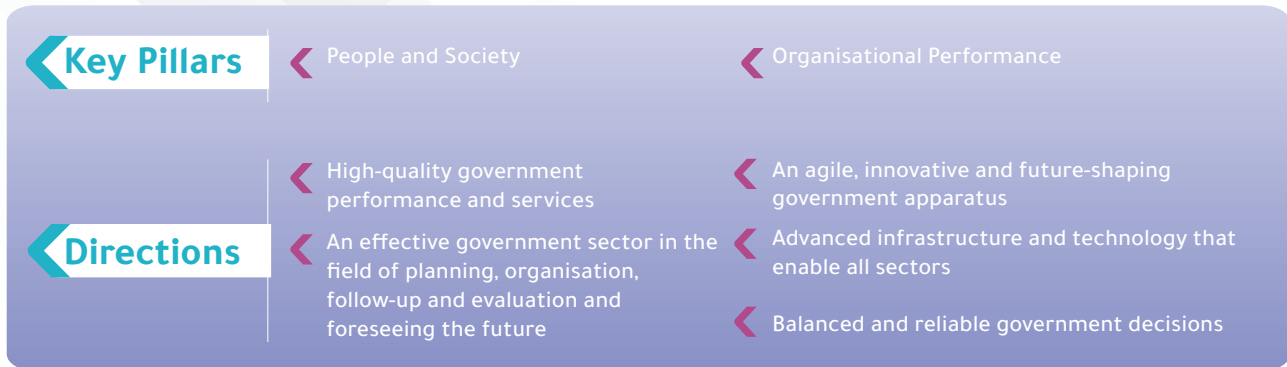 Key Pillars
People and Society
Organisational Performance
Directions
High-quality government
performance and services
An effective government sector in the
field of planning, organisation,
follow-up and evaluation and
foreseeing the future
An agile, innovative and future-shaping
government apparatus
Advanced infrastructure and technology that
enable all sectors
Balanced and reliable government decisions